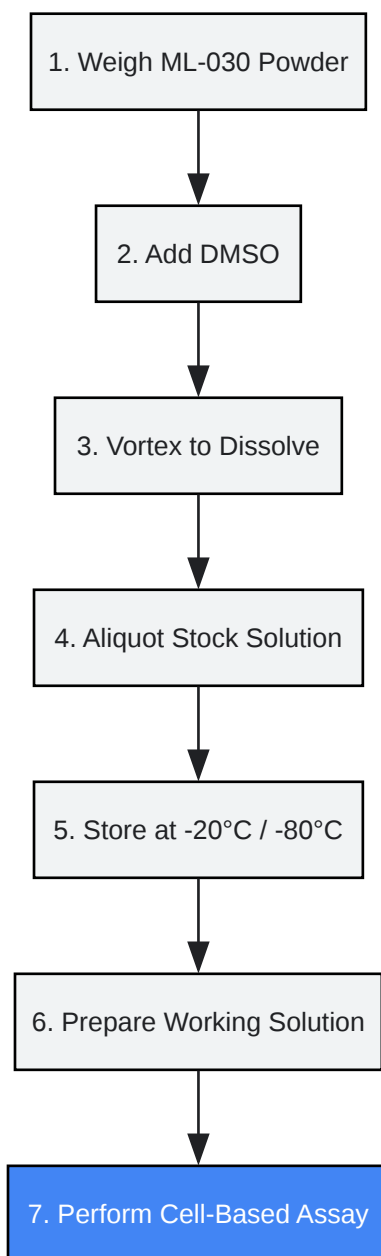 1. Weigh ML-030 Powder
2. Add DMSO
3. Vortex to Dissolve
4. Aliquot Stock Solution
5. Store at -20°C / -80°C
6. Prepare Working Solution
7. Perform Cell-Based Assay